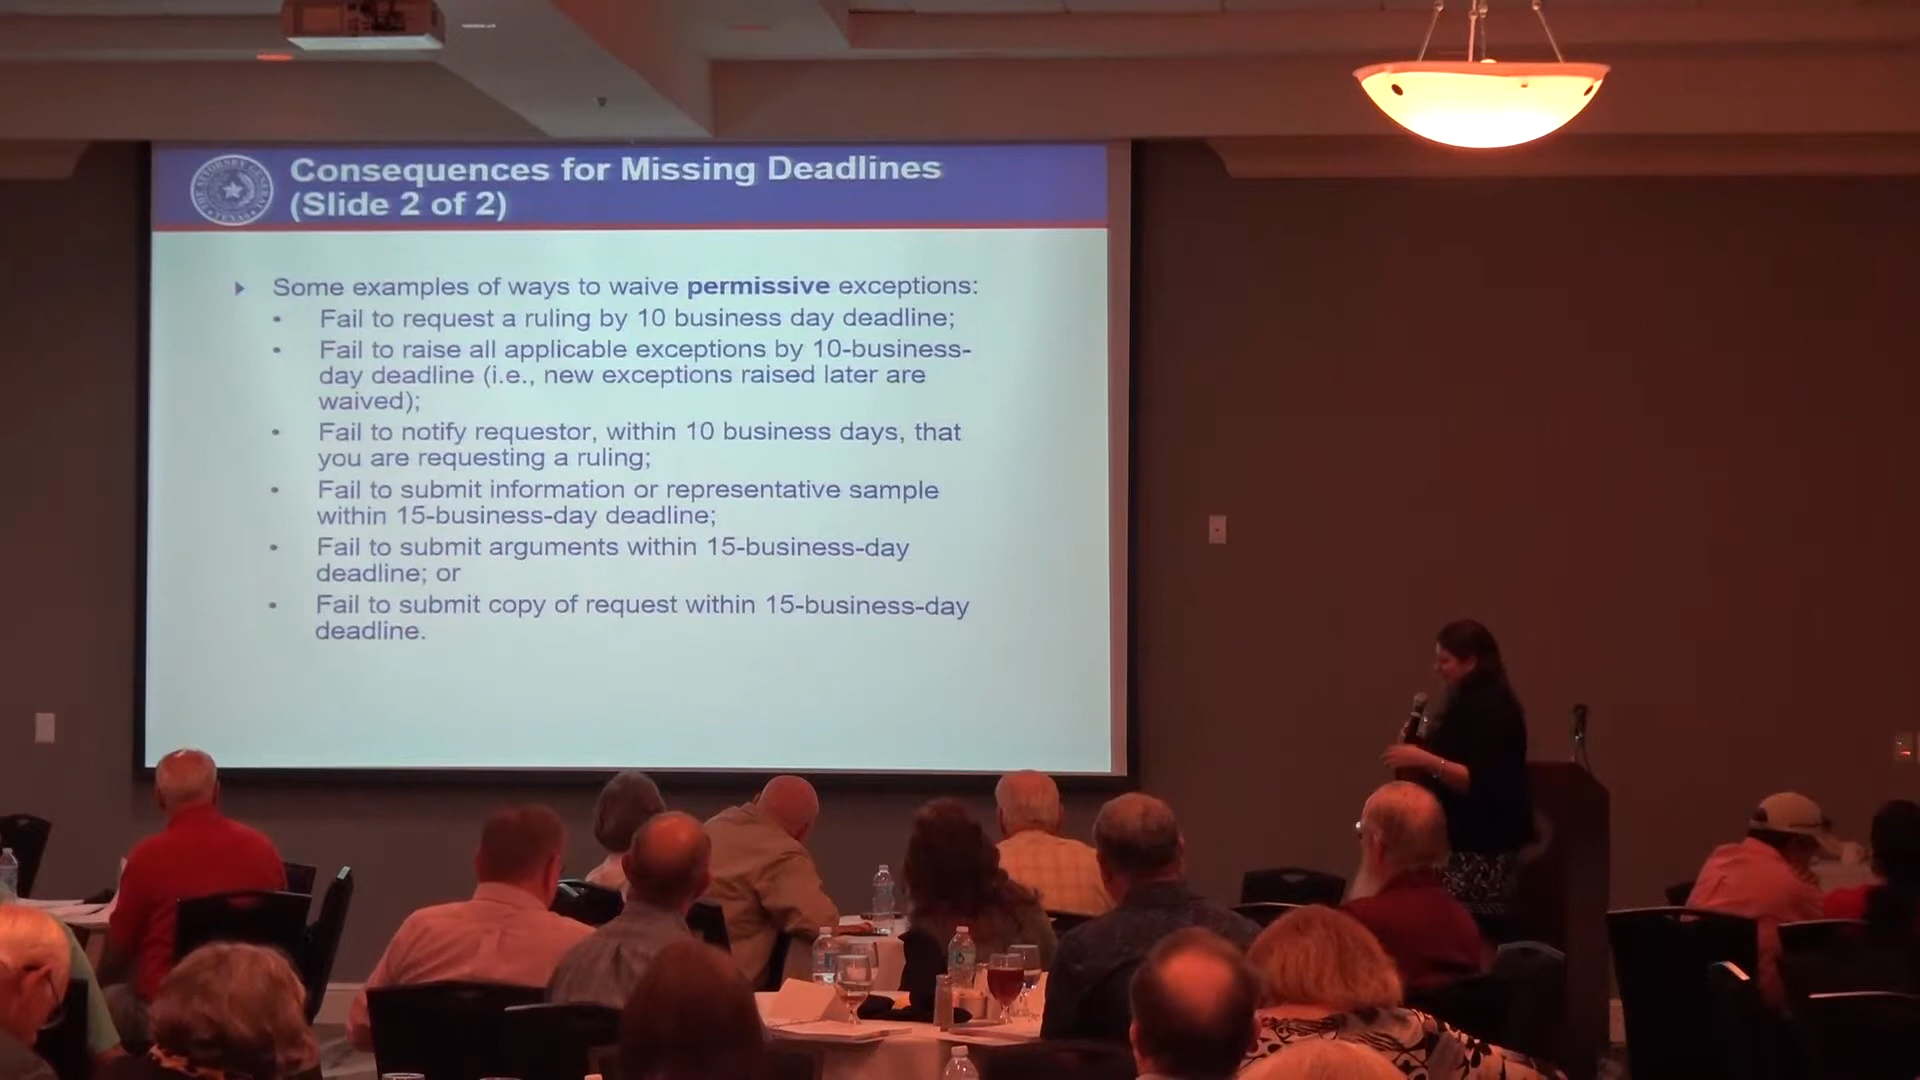 THE ATTORNEY GENERAL
TEXAS
Consequences for Missing Deadlines
(Slide 2 of 2)
Some examples of ways to waive permissive exceptions:
• Fail to request a ruling by 10 business day deadline;
• Fail to raise all applicable exceptions by 10-business-
day deadline (i.e., new exceptions raised later are
waived);
• Fail to notify requestor, within 10 business days, that
you are requesting a ruling;
• Fail to submit information or representative sample
within 15-business-day deadline;
• Fail to submit arguments within 15-business-day
deadline; or
• Fail to submit copy of request within 15-business-day
deadline.